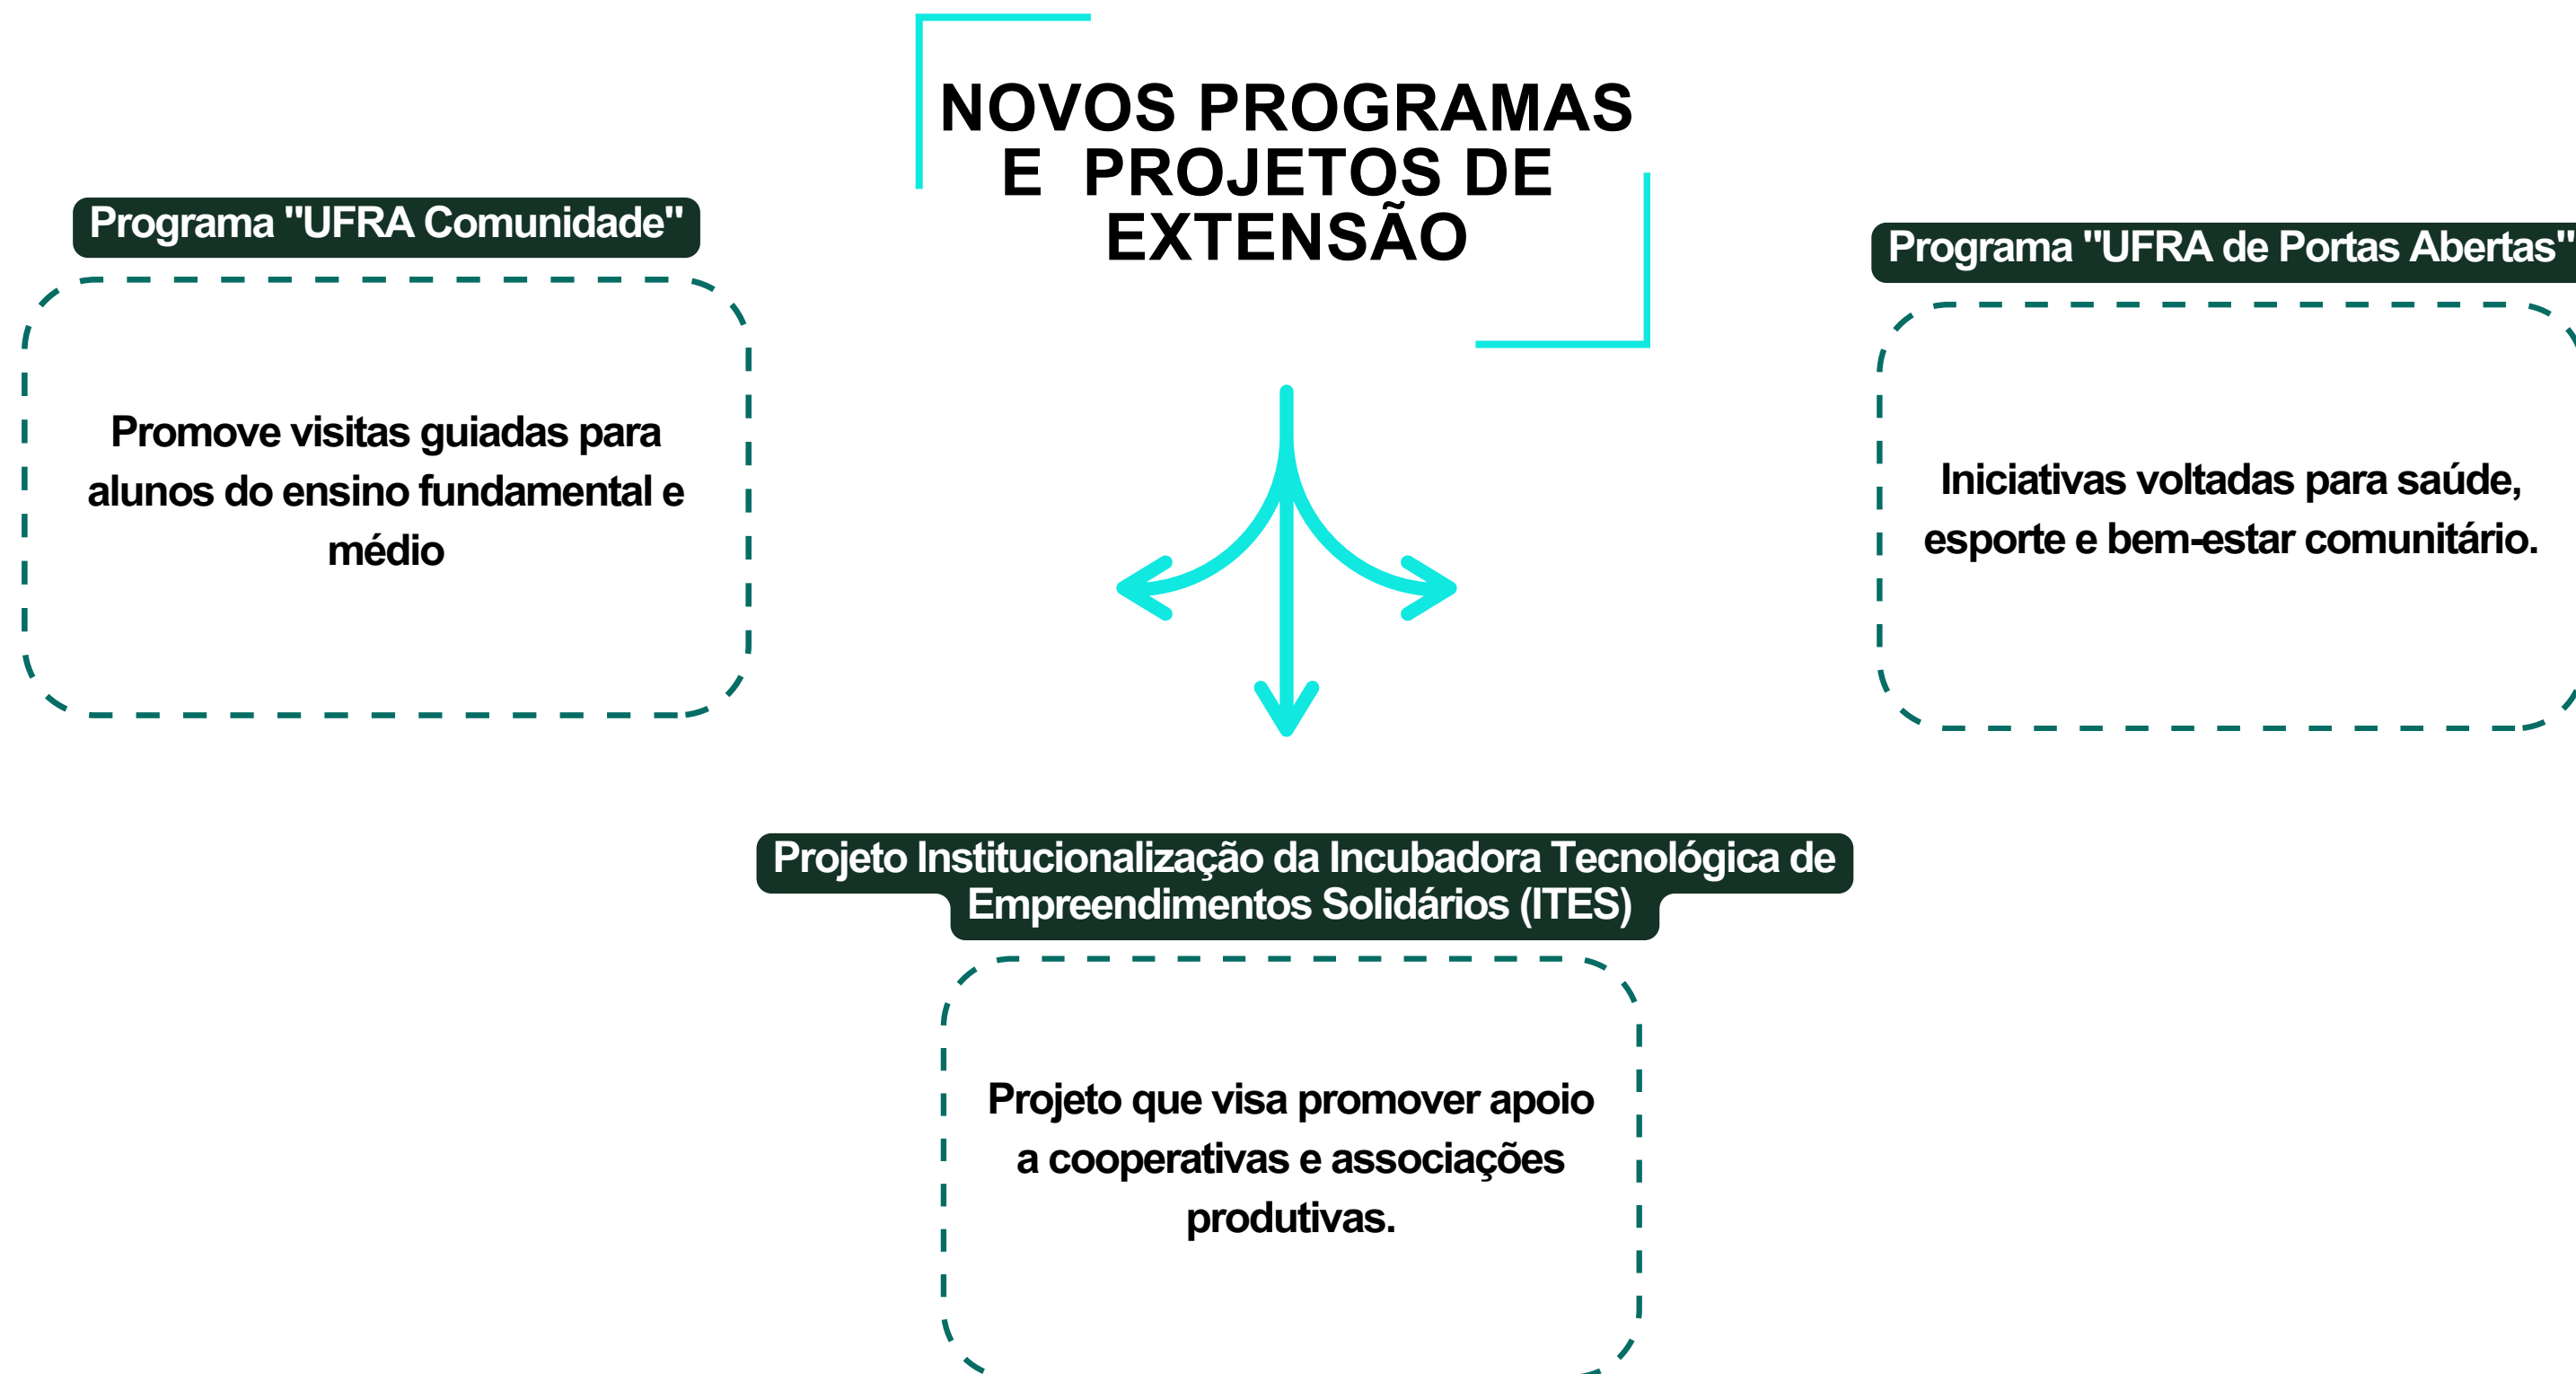 NOVOS PROGRAMAS
E PROJETOS DE
EXTENSÃO
Programa "UFRA Comunidade"
Promove visitas guiadas para
alunos do ensino fundamental e
médio
Programa "UFRA de Portas Abertas"
Iniciativas voltadas para saúde,
esporte e bem-estar comunitário.
Projeto Institucionalização da Incubadora Tecnológica de
Empreendimentos Solidários (ITES)
Projeto que visa promover apoio
a cooperativas e associações
produtivas.